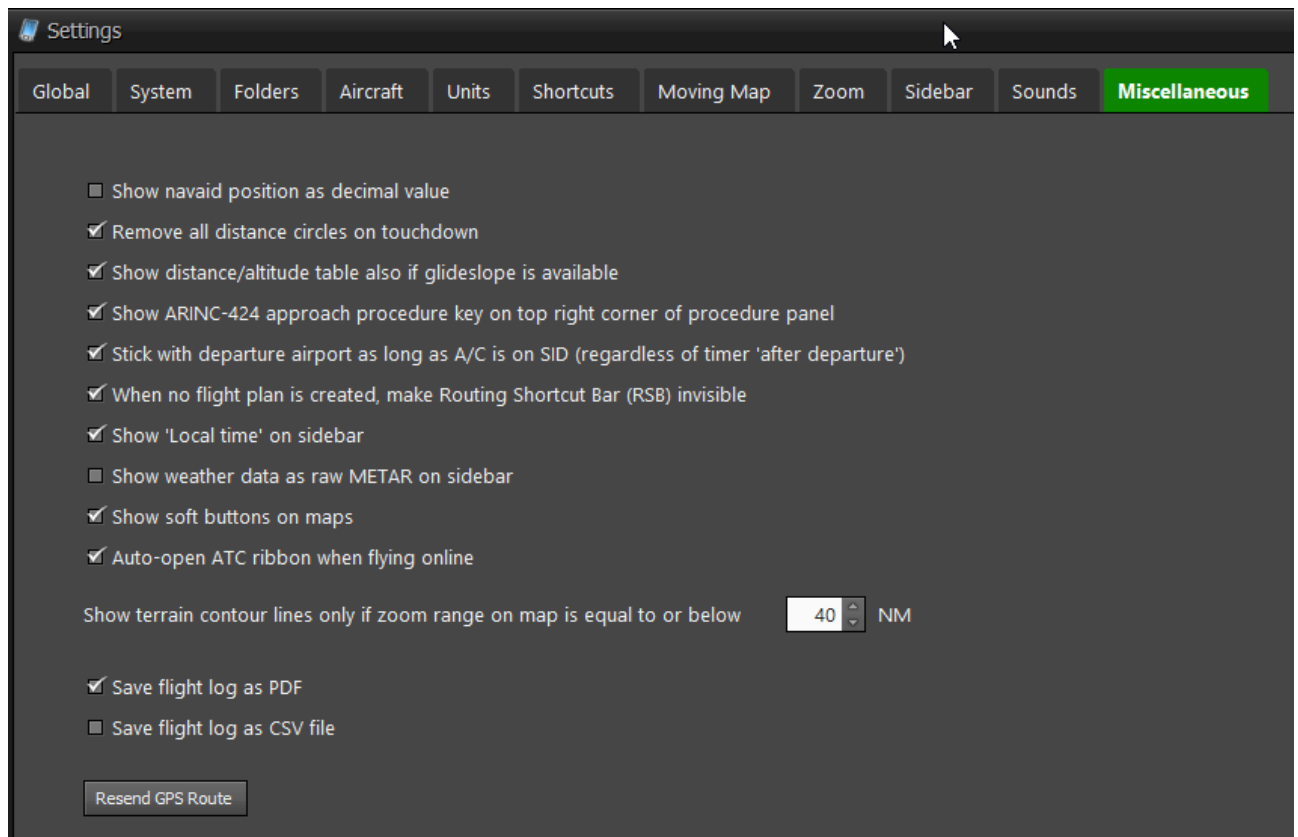 Settings
Global System Folders Aircraft Units Shortcuts Moving Map Zoom Sidebar Sounds Miscellaneous
Show navaid position as decimal value
Remove all distance circles on touchdown
Show distance/altitude table also if glideslope is available
Show ARINC-424 approach procedure key on top right corner of procedure panel
Stick with departure airport as long as A/C is on SID (regardless of timer 'after departure')
When no flight plan is created, make Routing Shortcut Bar (RSB) invisible
Show 'Local time' on sidebar
Show weather data as raw METAR on sidebar
Show soft buttons on maps
Auto-open ATC ribbon when flying online
Show terrain contour lines only if zoom range on map is equal to or below 40 NM
Save flight log as PDF
Save flight log as CSV file
Resend GPS Route